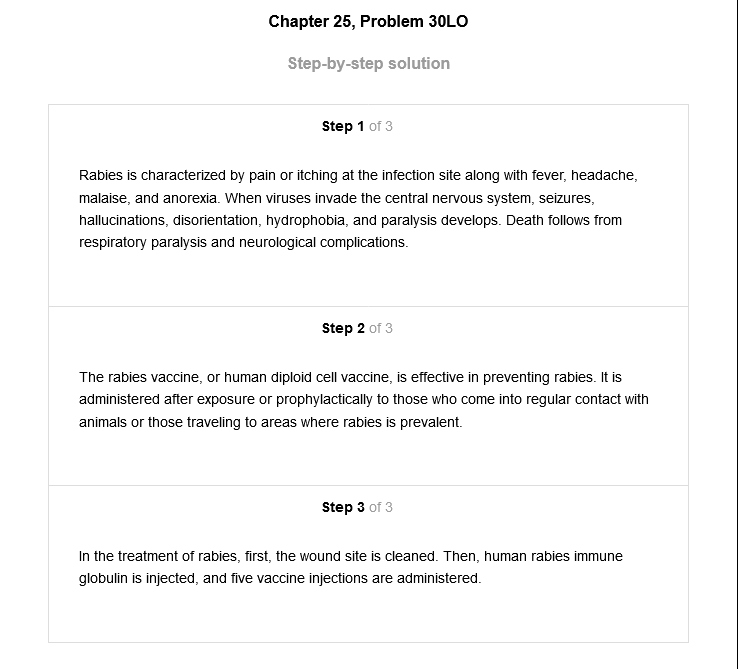 Chapter 25, Problem 30LO
Step-by-step solution
Step 1 of 3
Rabies is characterized by pain or itching at the infection site along with fever, headache,
malaise, and anorexia. When viruses invade the central nervous system, seizures,
hallucinations, disorientation, hydrophobia, and paralysis develops. Death follows from
respiratory paralysis and neurological complications.
Step 2 of 3
The rabies vaccine, or human diploid cell vaccine, is effective in preventing rabies. It is
administered after exposure or prophylactically to those who come into regular contact with
animals or those traveling to areas where rabies is prevalent.
Step 3 of 3
In the treatment of rabies, first, the wound site is cleaned. Then, human rabies immune
globulin is injected, and five vaccine injections are administered.